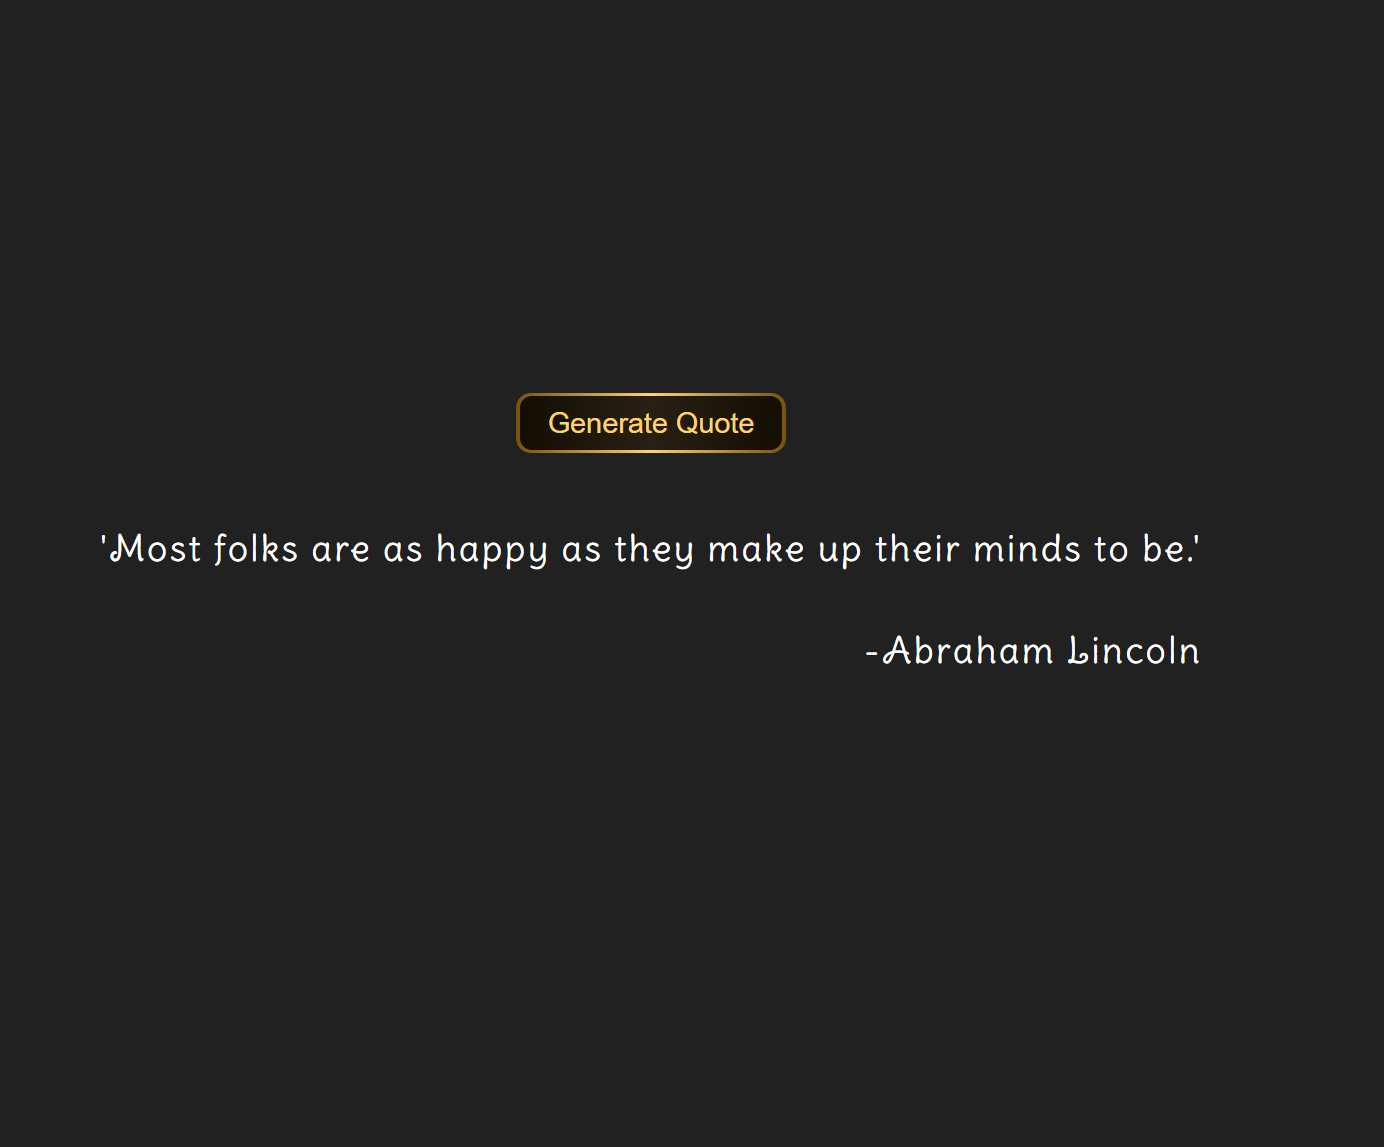 Generate Quote
'Most folks are as happy as they make up their minds to be.'
-Abraham Lincoln